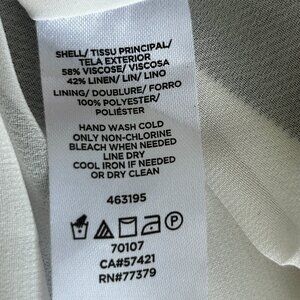 SHELL/ TISSU PRINCIPAL/
TELA EXTERIOR
58% VISCOSE/ VISCOSA
42% LINEN/ LIN/ LINO
LINING/ DOUBLURE/ FORRO
100% POLYESTER/
POLIÉSTER
HAND WASH COLD
ONLY NON-CHLORINE
BLEACH WHEN NEEDED
LINE DRY
COOL IRON IF NEEDED
OR DRY CLEAN
463195
P
70107
CA#57421
RN#77379